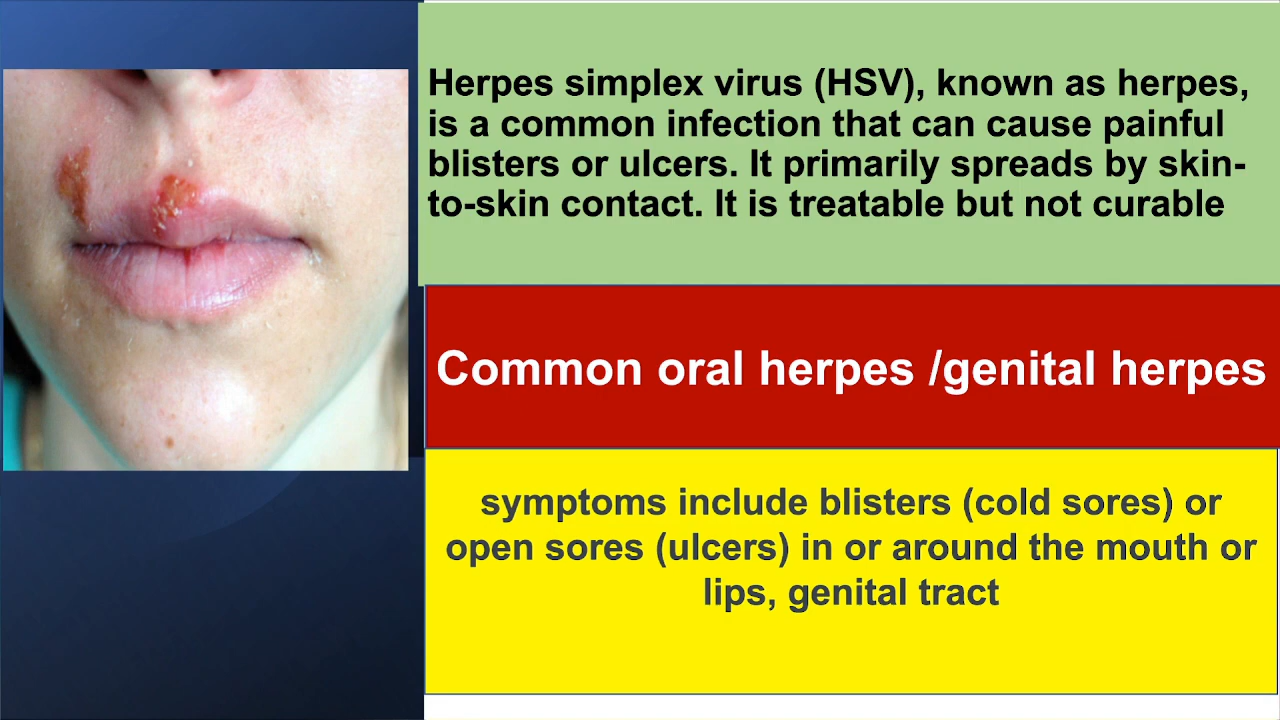 Herpes simplex virus (HSV), known as herpes,
is a common infection that can cause painful
blisters or ulcers. It primarily spreads by skin-
to-skin contact. It is treatable but not curable
Common oral herpes /genital herpes
symptoms include blisters (cold sores) or
open sores (ulcers) in or around the mouth or
lips, genital tract